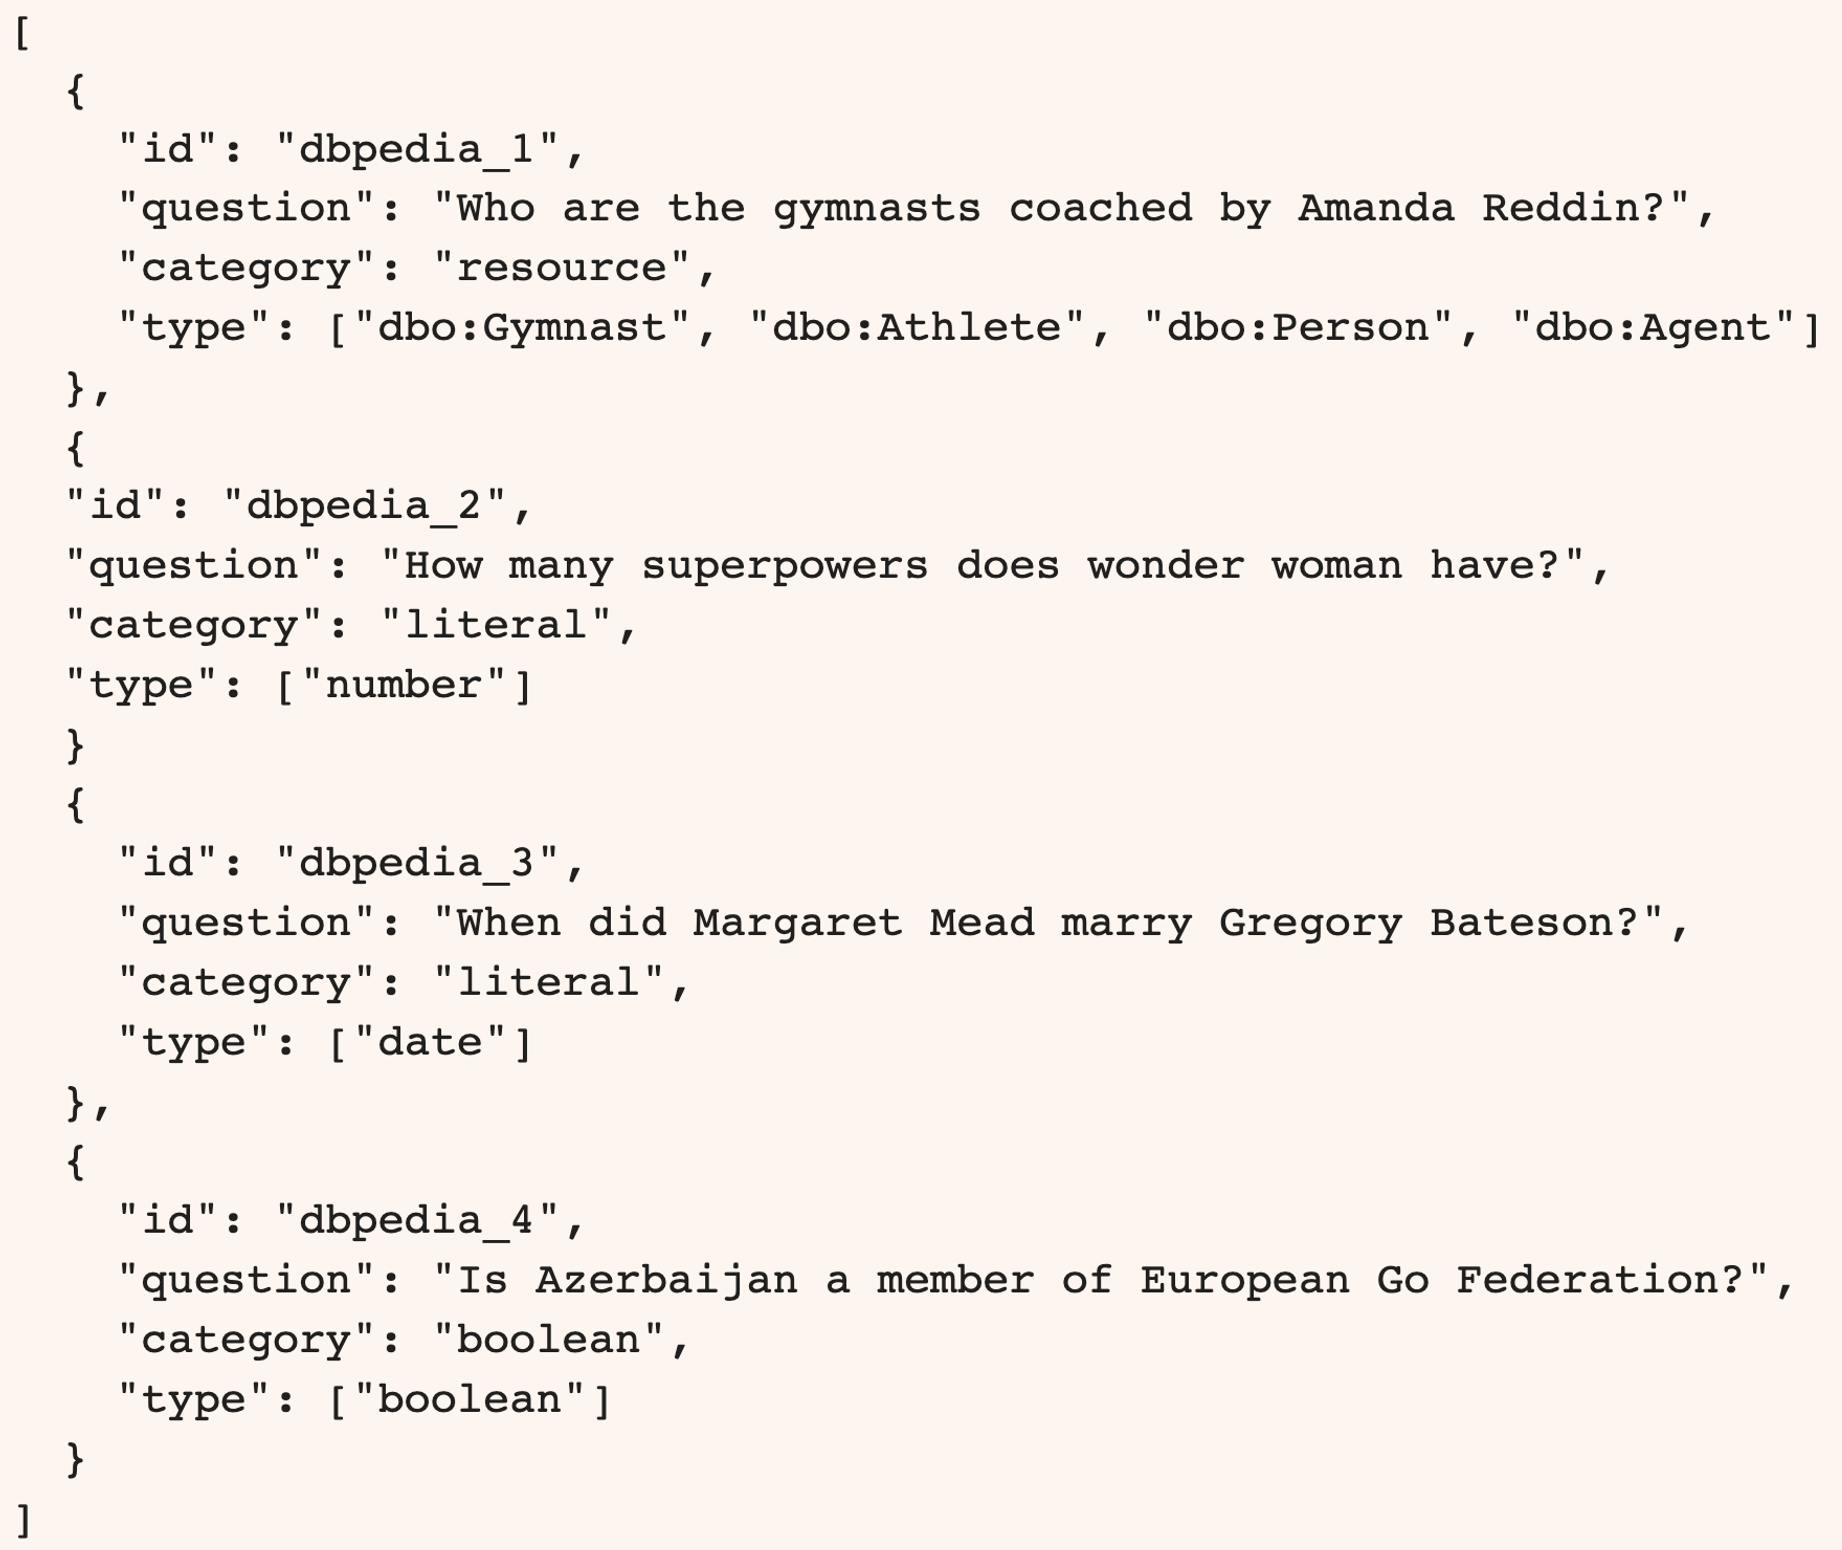 [
  {
    "id": "dbpedia_1",
    "question": "Who are the gymnasts coached by Amanda Reddin?",
    "category": "resource",
    "type": ["dbo:Gymnast", "dbo:Athlete", "dbo:Person", "dbo:Agent"]
  },
  {
  "id": "dbpedia_2",
  "question": "How many superpowers does wonder woman have?",
  "category": "literal",
  "type": ["number"]
  }
  {
    "id": "dbpedia_3",
    "question": "When did Margaret Mead marry Gregory Bateson?",
    "category": "literal",
    "type": ["date"]
  },
  {
    "id": "dbpedia_4",
    "question": "Is Azerbaijan a member of European Go Federation?",
    "category": "boolean",
    "type": ["boolean"]
  }
]